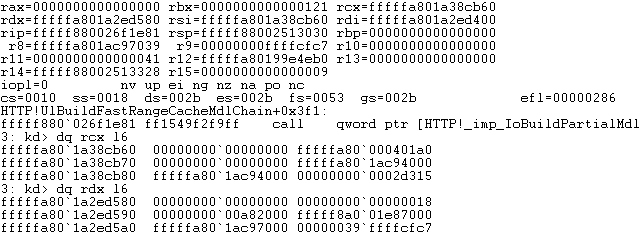 rax=0000000000000000 rbx=0000000000000121 rcx=fffffa801a38cb60
rdx=fffffa801a2ed580 rsi=fffffa801a38cb60 rdi=fffffa801a2ed400
rip=fffff880026f1e81 rsp=fffff88002513030 rbp=0000000000000000
r8=fffffa801ac97039 r9=00000000ffffcfc7 r10=0000000000000000
r11=0000000000000041 r12=fffffa80199e4eb0 r13=0000000000000000
r14=fffff88002513328 r15=0000000000000009
iopl=0 nv up ei ng nz na po nc
cs=0010 ss=0018 ds=002b es=002b fs=0053 gs=002b efl=00000286
HTTP!UlBuildFastRangeCacheMdlChain+0x3f1:
fffff880`026f1e81 ff1549f2f9ff call qword ptr [HTTP!_imp_IoBuildPartialMdl
3: kd> dq rcx l6
fffffa80`1a38cb60 00000000`00000000 fffffa80`000401a0
fffffa80`1a38cb70 00000000`00000000 fffffa80`1ac94000
fffffa80`1a38cb80 fffffa80`1ac94000 00000000`0002d315
3: kd> dq rdx l6
fffffa80`1a2ed580 00000000`00000000 00000000`00000018
fffffa80`1a2ed590 00000000`00a82000 fffff8a0`01e87000
fffffa80`1a2ed5a0 fffffa80`1ac97000 00000039`ffffcfc7